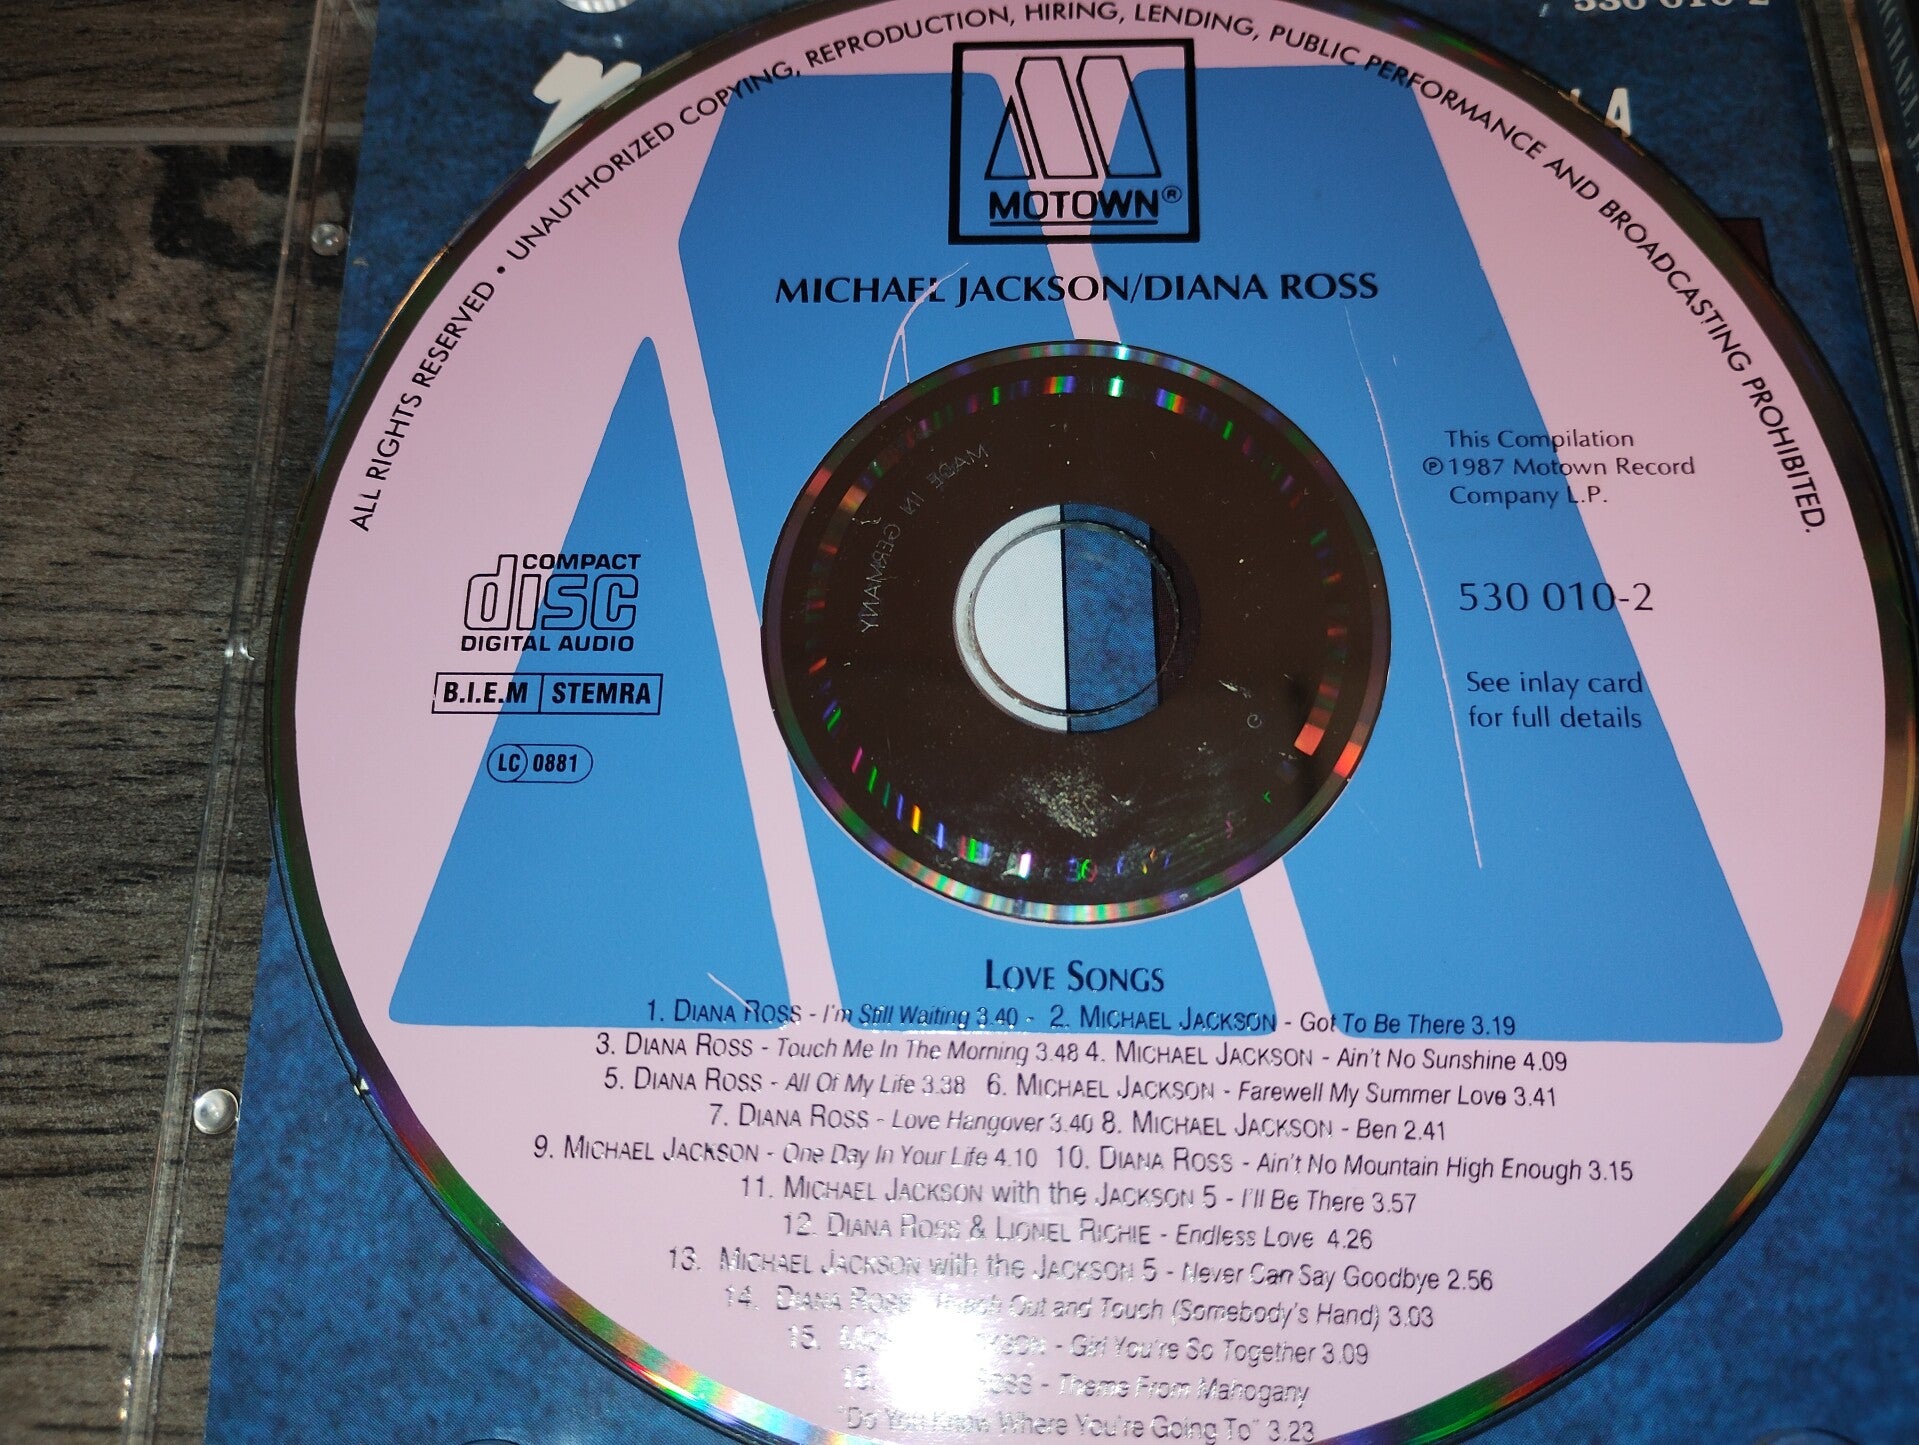 530 010-2
ALL RIGHTS RESERVED • UNAUTHORIZED COPYING, REPRODUCTION, HIRING, LENDING, PUBLIC PERFORMANCE AND BROADCASTING PROHIBITED.
MOTOWN®
MICHAEL JACKSON/DIANA ROSS
This Compilation
℗1987 Motown Record
Company L.P.
530 010-2
See inlay card
for full details
COMPACT
disc
DIGITAL AUDIO
B.I.E.M STEMRA
LC 0881
MADE IN GERMANY
LOVE SONGS
1. DIANA ROSS - I'm Still Waiting 3.40 - 2. MICHAEL JACKSON - Got To Be There 3.19
3. DIANA ROSS - Touch Me In The Morning 3.48 4. MICHAEL JACKSON - Ain't No Sunshine 4.09
5. DIANA ROSS - All Of My Life 3.38 6. MICHAEL JACKSON - Farewell My Summer Love 3.41
7. DIANA ROSS - Love Hangover 3.40 8. MICHAEL JACKSON - Ben 2.41
9. MICHAEL JACKSON - One Day In Your Life 4.10 10. DIANA ROSS - Ain't No Mountain High Enough 3.15
11. MICHAEL JACKSON with the JACKSON 5 - I'll Be There 3.57
12. DIANA ROSS & LIONEL RICHIE - Endless Love 4.26
13. MICHAEL JACKSON with the JACKSON 5 - Never Can Say Goodbye 2.56
14. DIANA ROSS Out and Touch (Somebody's Hand) 3.03
15. - Girl You're So Together 3.09
16. - Theme From Mahogany
"Do You Know Where You're Going To" 3.23